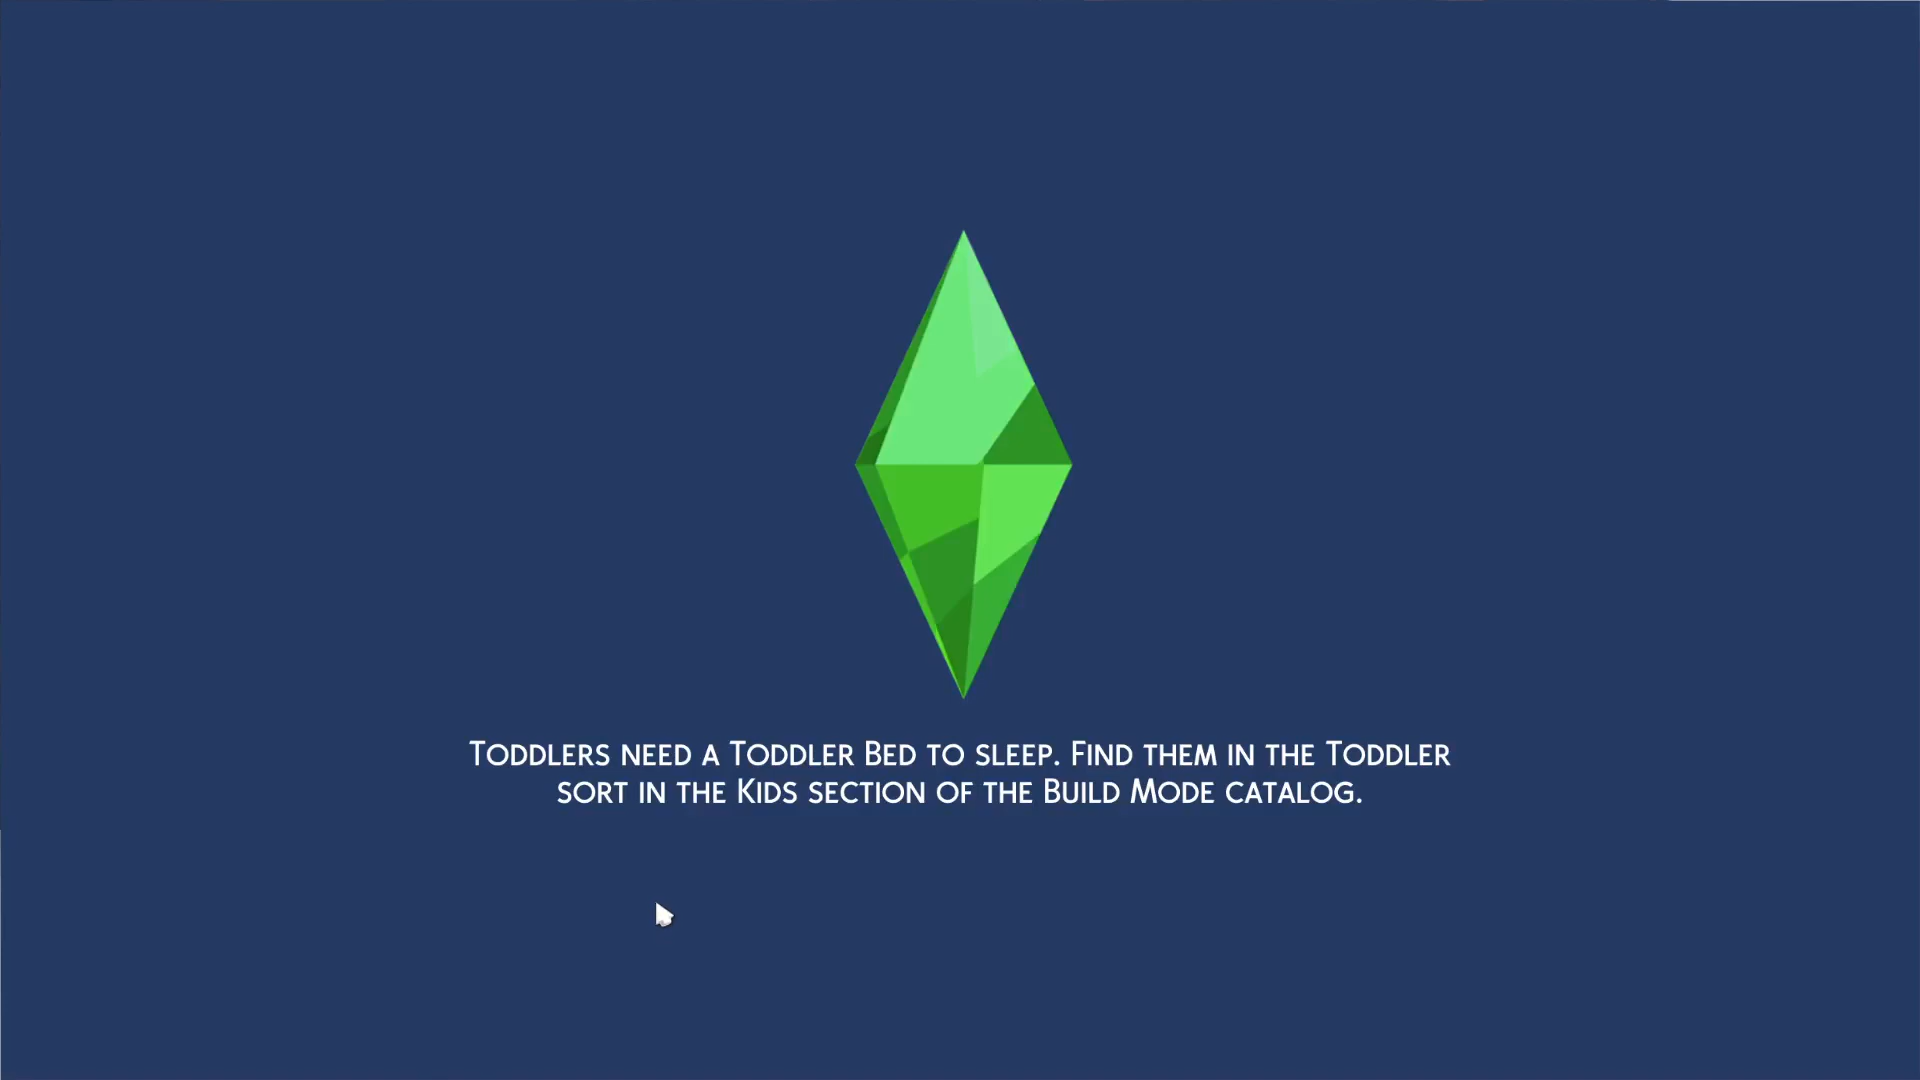 Toddlers need a Toddler Bed to sleep. Find them in the Toddler
sort in the Kids section of the Build Mode catalog.